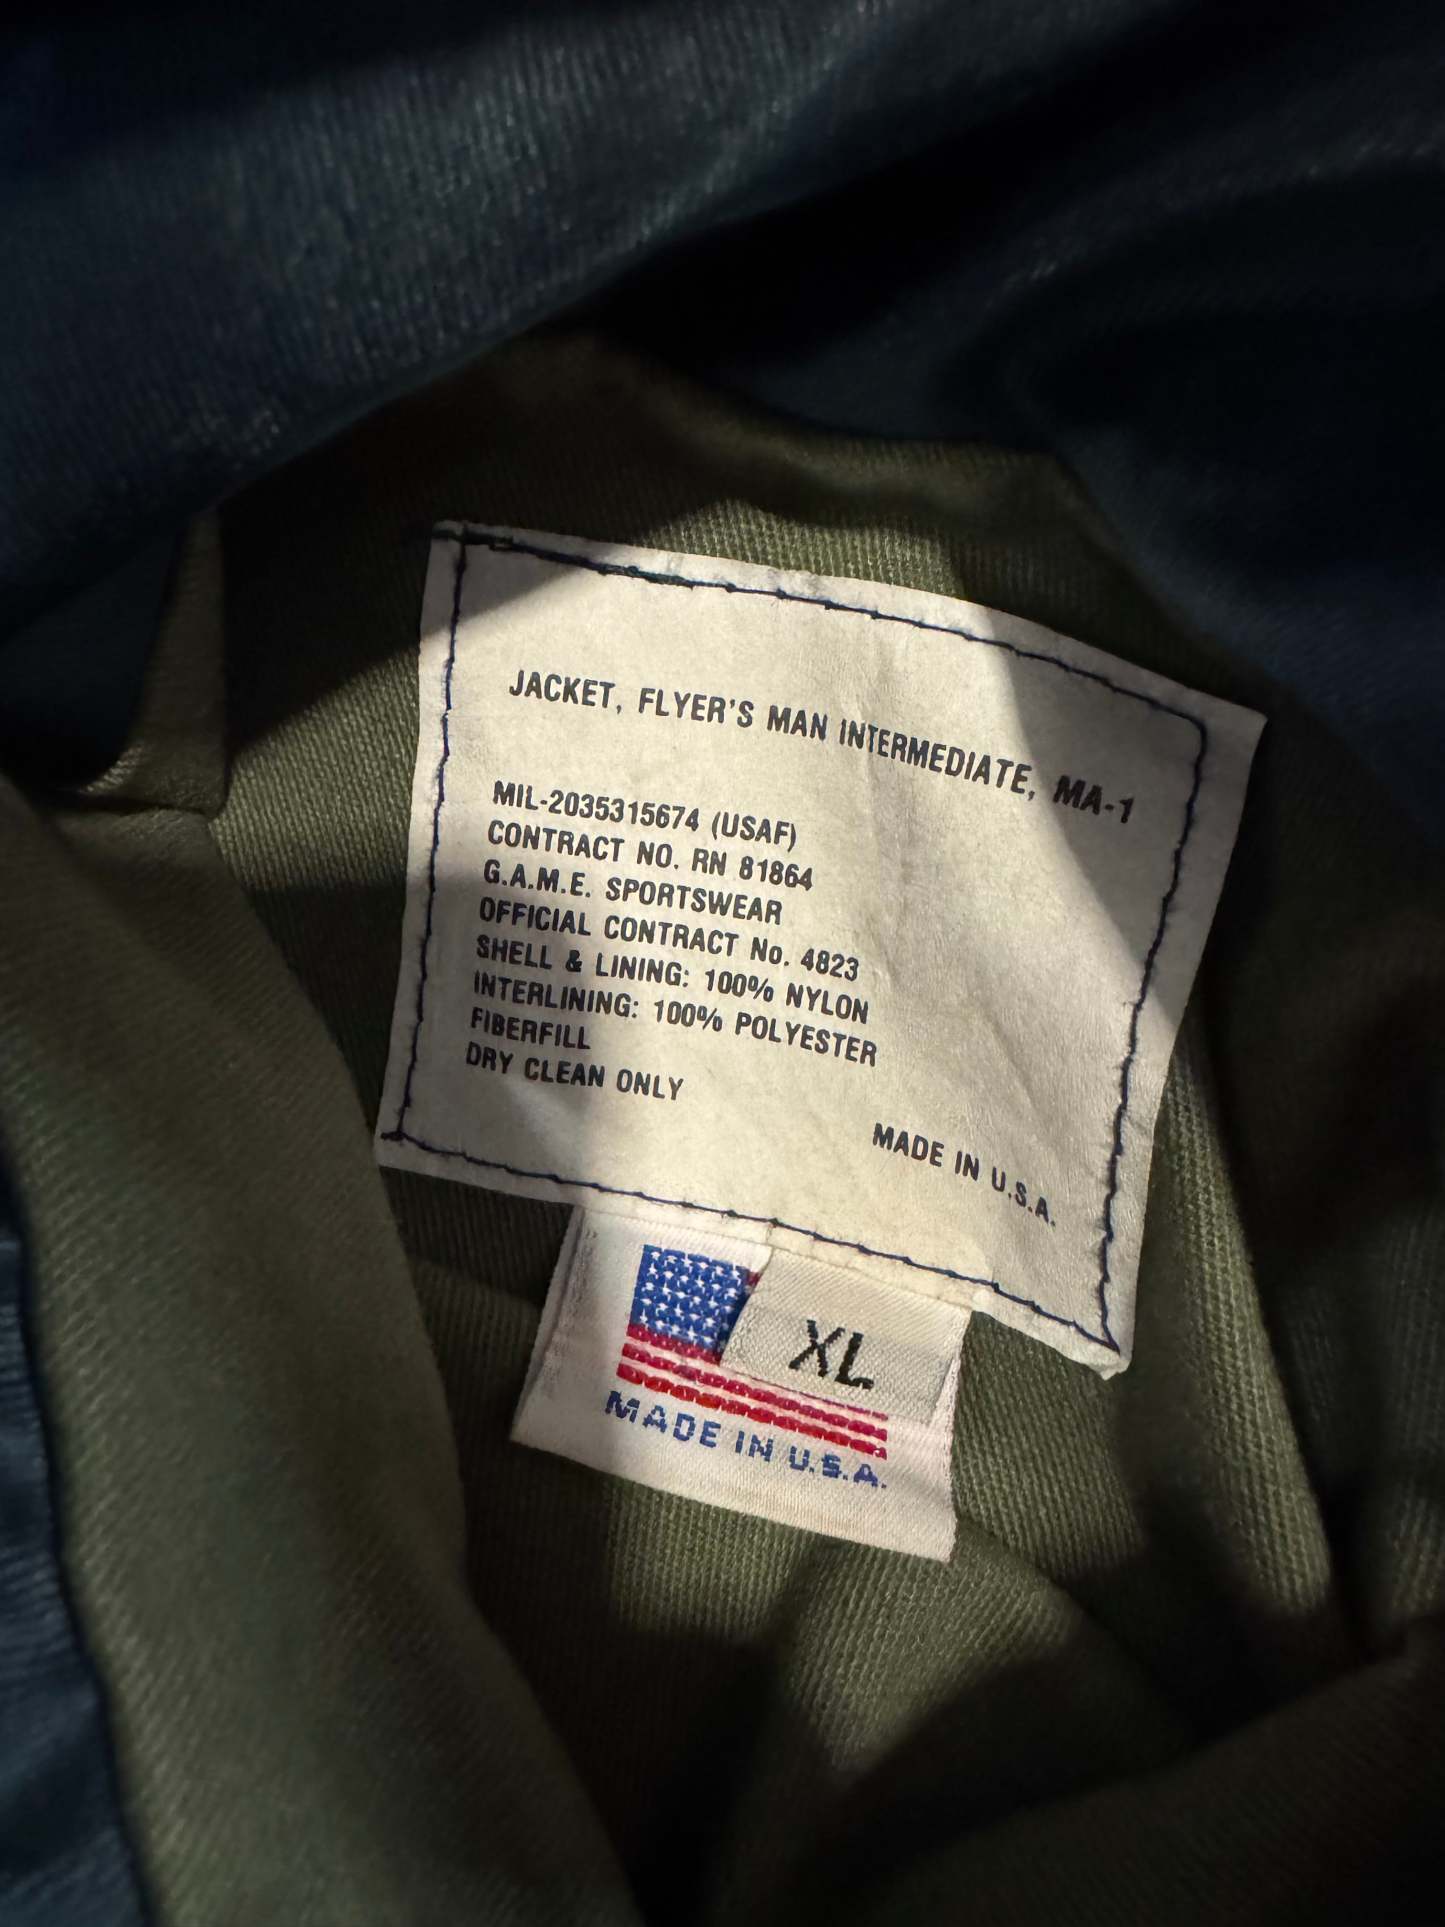 JACKET, FLYER'S MAN INTERMEDIATE, MA-1
MIL-2035315674 (USAF)
CONTRACT NO. RN 81864
G.A.M.E. SPORTSWEAR
OFFICIAL CONTRACT No. 4823
SHELL & LINING: 100% NYLON
INTERLINING: 100% POLYESTER
FIBERFILL
DRY CLEAN ONLY
MADE IN U.S.A.
XL
MADE IN U.S.A.